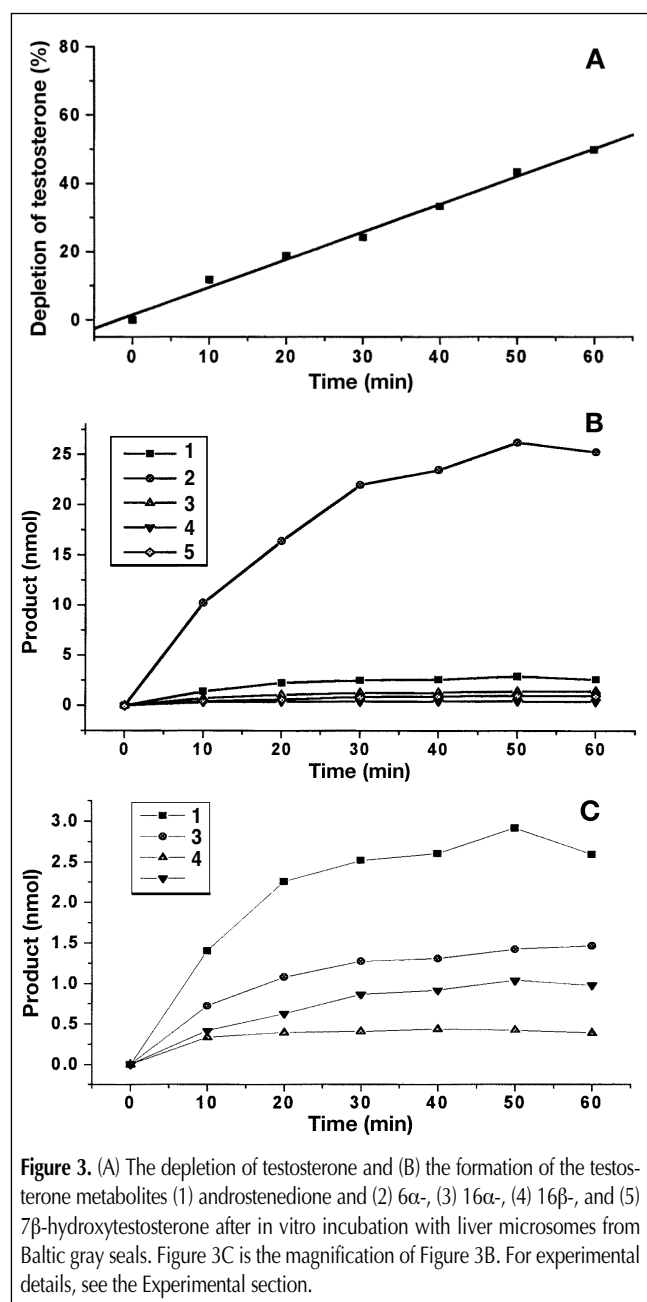 A
Depletion of testosterone (%)
80
60
40
20
0
0 10 20 30 40 50 60
Time (min)
B
1
2
3
4
5
Product (nmol)
25
20
15
10
5
0
0 10 20 30 40 50 60
Time (min)
C
1
3
4
Product (nmol)
3.0
2.5
2.0
1.5
1.0
0.5
0.0
0 10 20 30 40 50 60
Time (min)
Figure 3. (A) The depletion of testosterone and (B) the formation of the testos-
terone metabolites (1) androstenedione and (2) 6α-, (3) 16α-, (4) 16β-, and (5)
7β-hydroxytestosterone after in vitro incubation with liver microsomes from
Baltic gray seals. Figure 3C is the magnification of Figure 3B. For experimental
details, see the Experimental section.